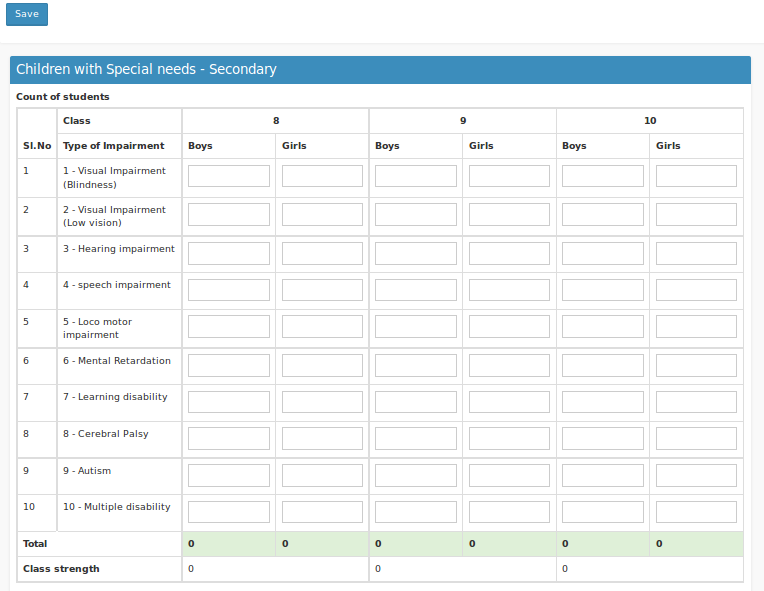 Save
Children with Special needs - Secondary
Count of students
Class 8 9 10
Sl.No Type of Impairment Boys Girls Boys Girls Boys Girls
1 1 - Visual Impairment
(Blindness)
2 2 - Visual Impairment
(Low vision)
3 3 - Hearing impairment
4 4 - speech impairment
5 5 - Loco motor
impairment
6 6 - Mental Retardation
7 7 - Learning disability
8 8 - Cerebral Palsy
9 9 - Autism
10 10 - Multiple disability
Total 0 0 0 0 0 0
Class strength 0 0 0